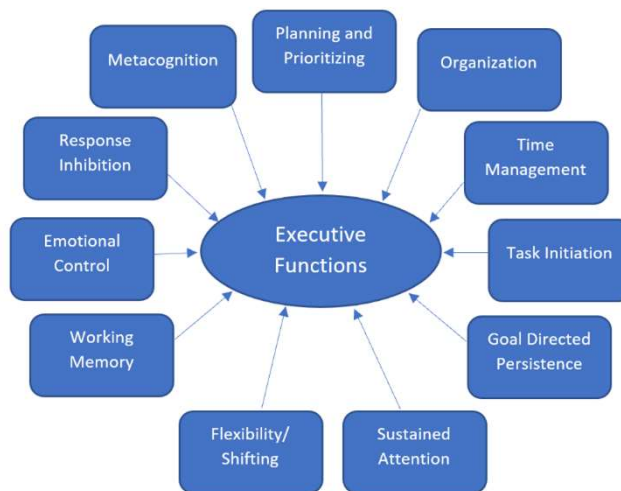 Planning and
Prioritizing
Metacognition
Organization
Response
Inhibition
Time
Management
Executive
Functions
Emotional
Control
Task Initiation
Working
Memory
Goal Directed
Persistence
Flexibility/
Shifting
Sustained
Attention